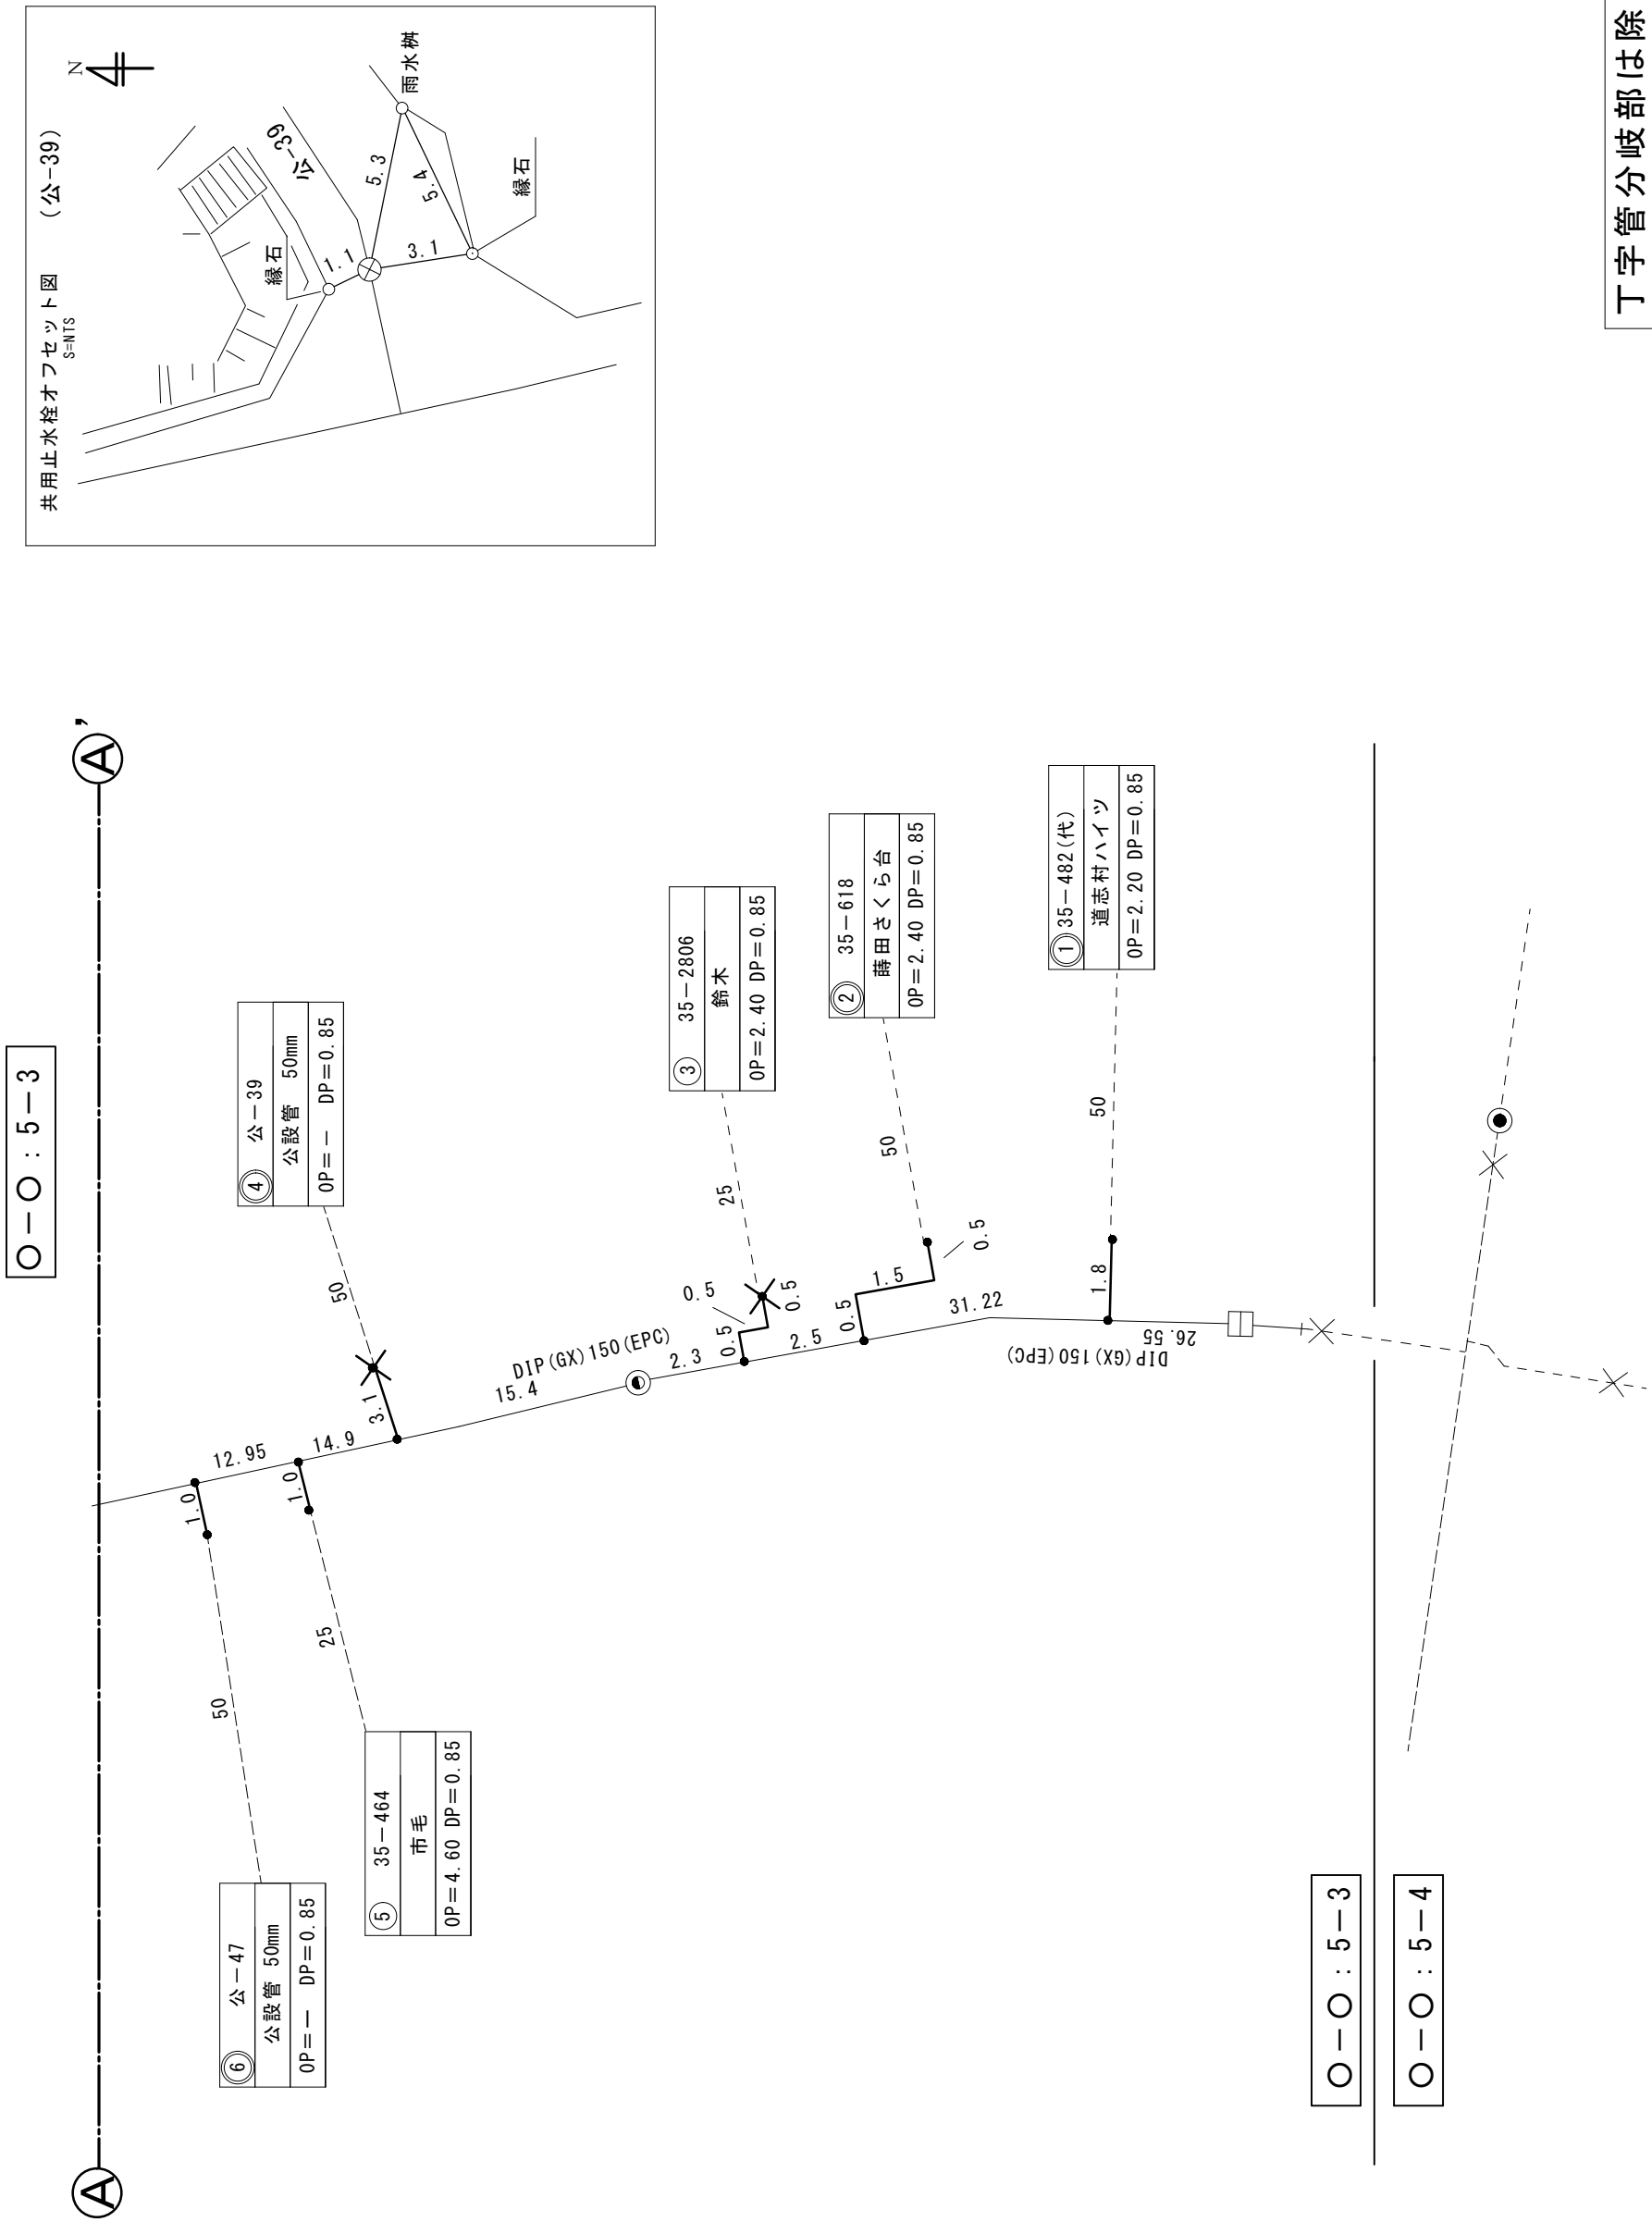 共用止水栓オフセット図 (公-39)
S=NTS
N
公-39
雨水桝
縁石
縁石
1.1
5.3
5.4
3.1
〇-〇:5-3
A
A'
④ 公-39
公設管 50mm
OP=- DP=0.85
50
3.1
③ 35-2806
鈴木
OP=2.40 DP=0.85
25
0.5
0.5
0.5
② 35-618
蒔田さくら台
OP=2.40 DP=0.85
50
0.5
1.5
0.5
① 35-482(代)
道志村ハイツ
OP=2.20 DP=0.85
50
1.8
12.95
14.9
15.4
DIP(GX)150(EPC)
2.3
2.5
31.22
26.55
DIP(GX)150(EPC)
1.0
1.0
50
25
⑥ 公-47
公設管 50mm
OP=- DP=0.85
⑤ 35-464
市毛
OP=4.60 DP=0.85
〇-〇:5-3
〇-〇:5-4
丁字管分岐部は除